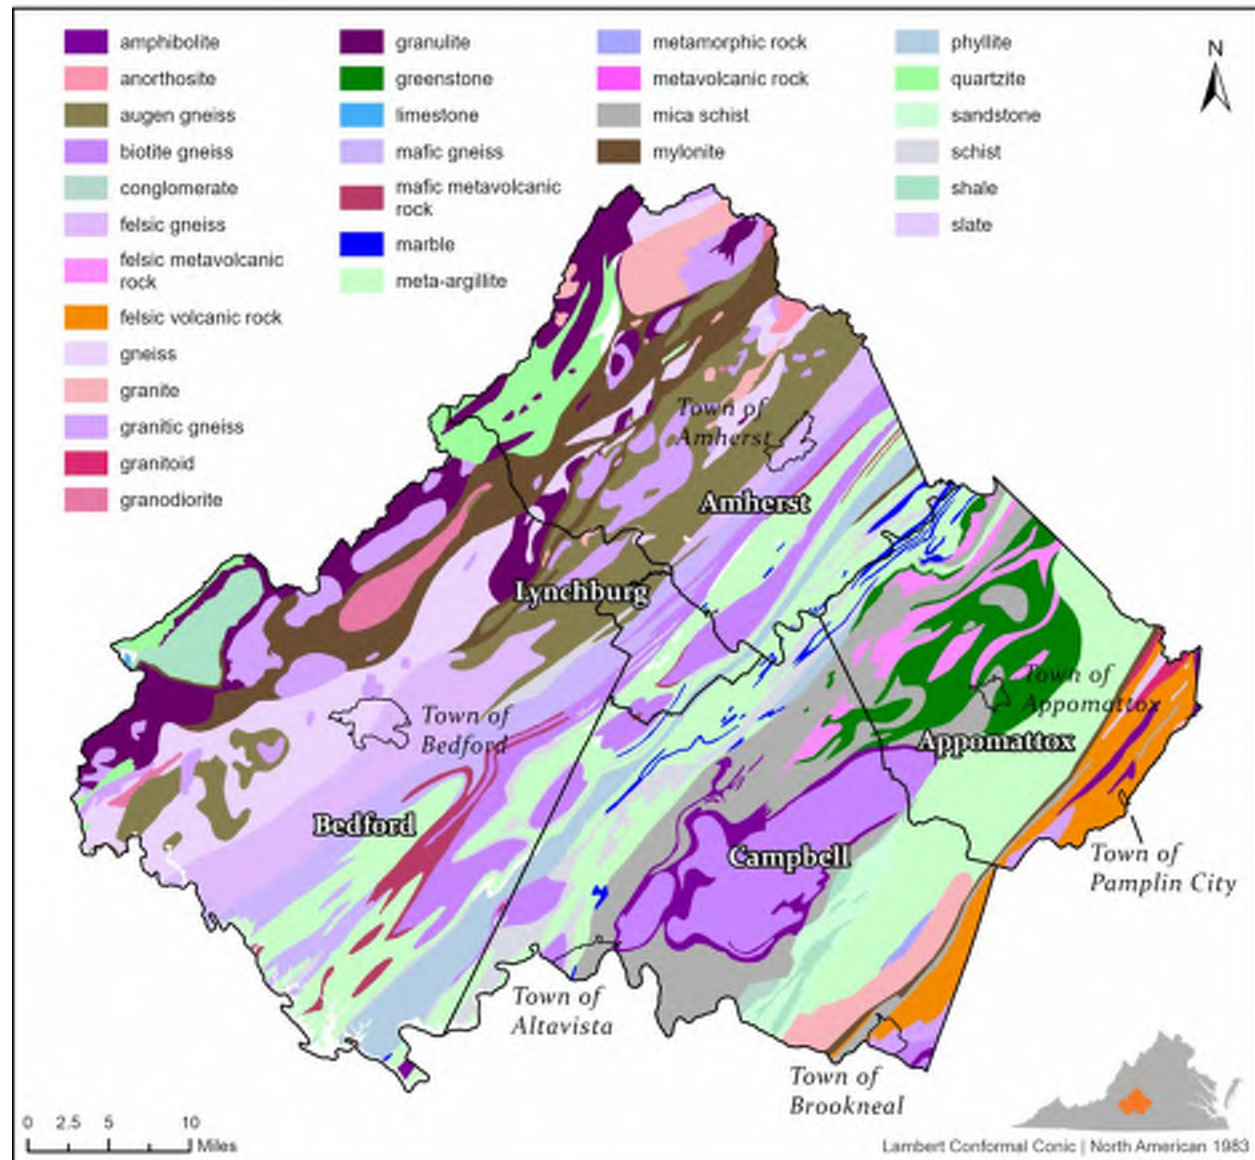 amphibolite
anorthosite
augen gneiss
biotite gneiss
conglomerate
felsic gneiss
felsic metavolcanic
rock
felsic volcanic rock
gneiss
granite
granitic gneiss
granitoid
granodiorite
granulite
greenstone
limestone
mafic gneiss
mafic metavolcanic
rock
marble
meta-argillite
metamorphic rock
metavolcanic rock
mica schist
mylonite
phyllite
quartzite
sandstone
schist
shale
slate
N
Town of
Amherst
Amherst
Lynchburg
Town of
Bedford
Town of
Appomattox
Appomattox
Bedford
Campbell
Town of
Pamplin City
Town of
Altavista
Town of
Brookneal
0 2.5 5 10
Miles
Lambert Conformal Conic | North American 1983